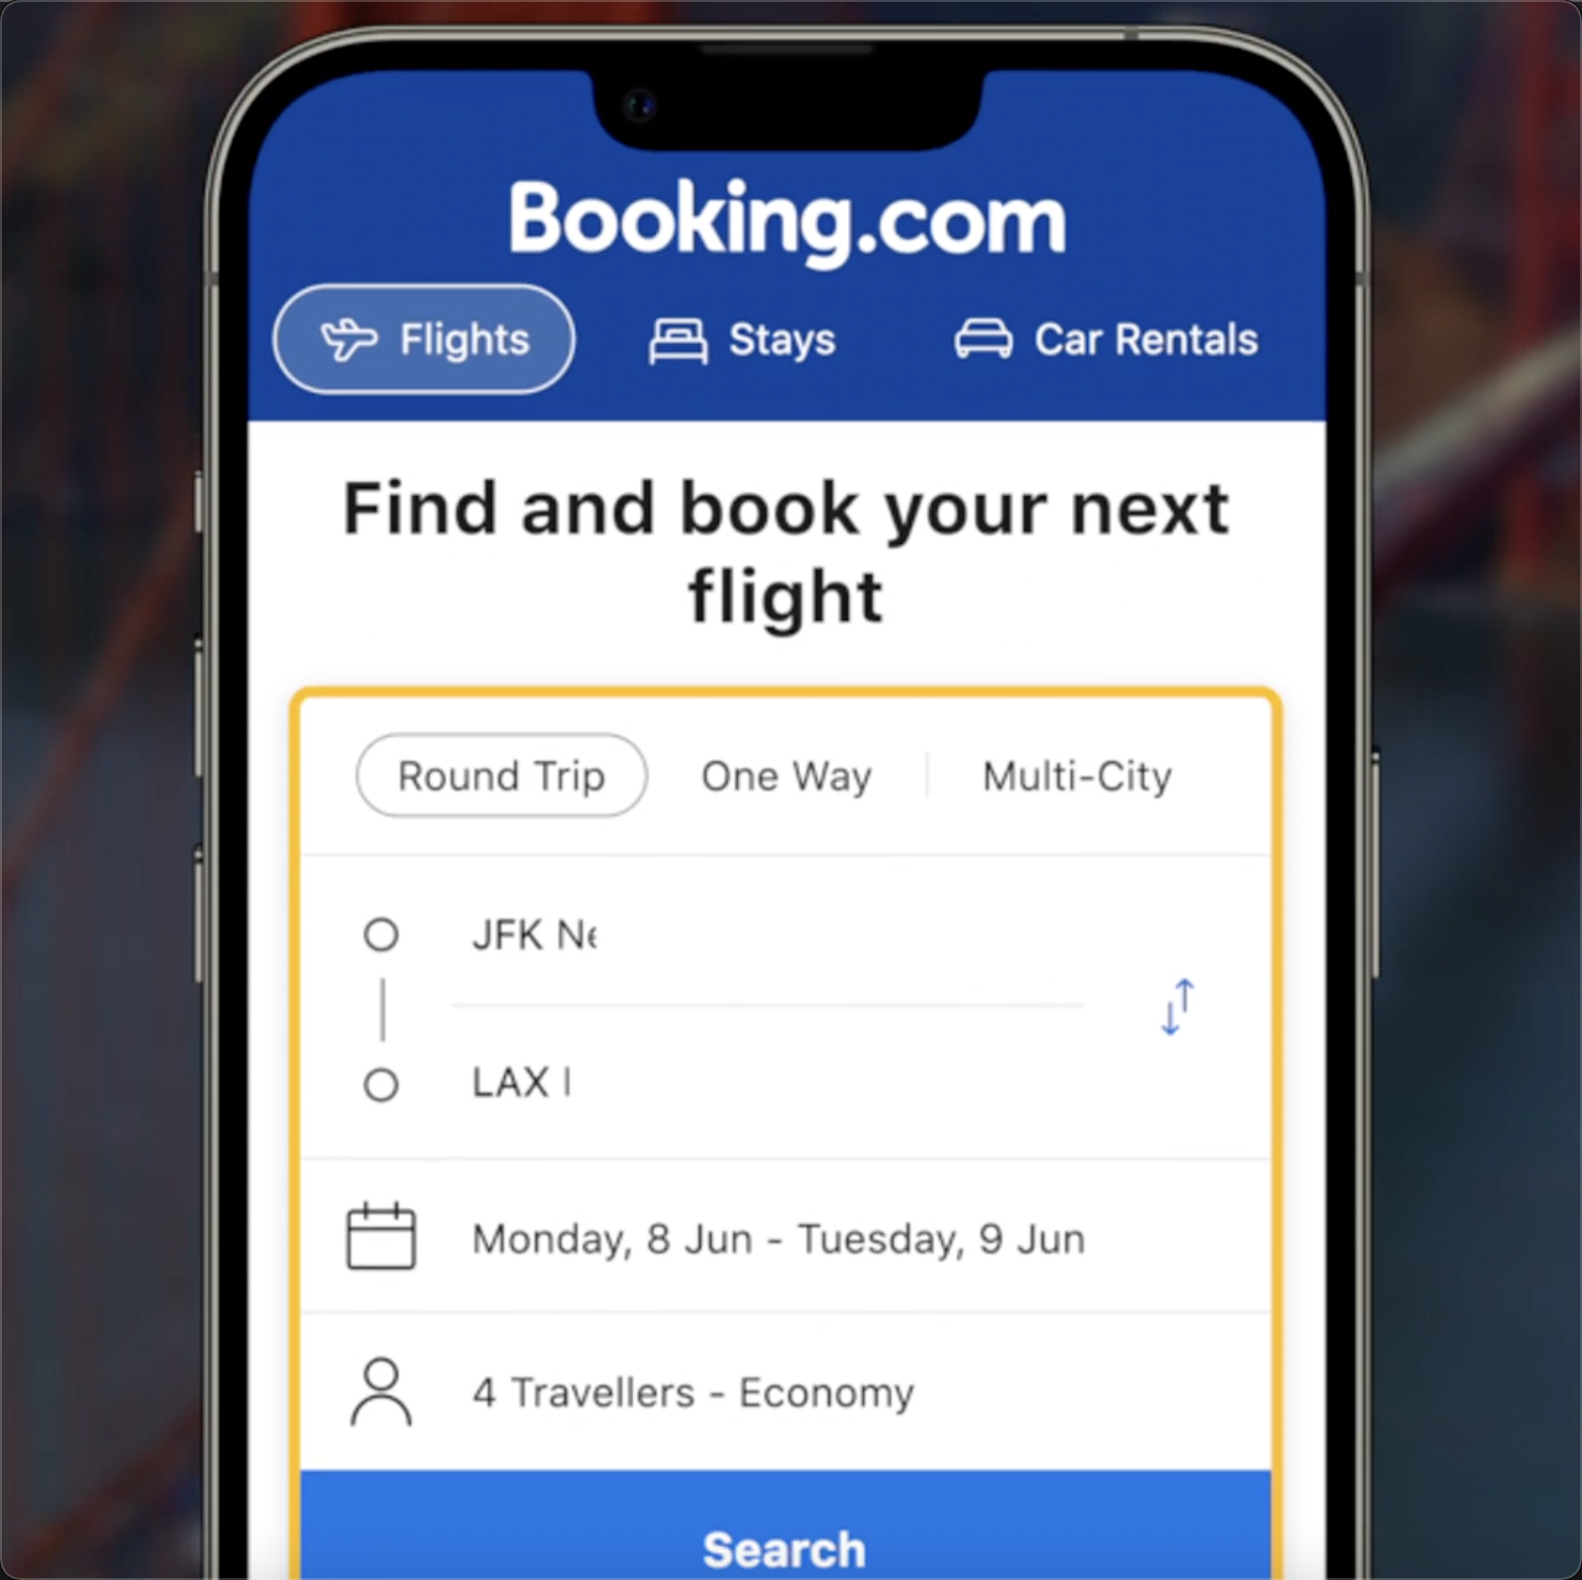 Booking.com
Flights Stays Car Rentals
Find and book your next
flight
Round Trip One Way Multi-City
JFK
LAX
Monday, 8 Jun - Tuesday, 9 Jun
4 Travellers - Economy
Search